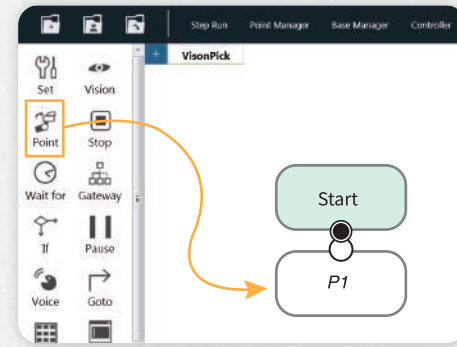 Step Run Point Manager Base Manager Controller
+ VisonPick
Set Vision
Point Stop
Wait for Gateway
If Pause
Voice Goto
Start
P1